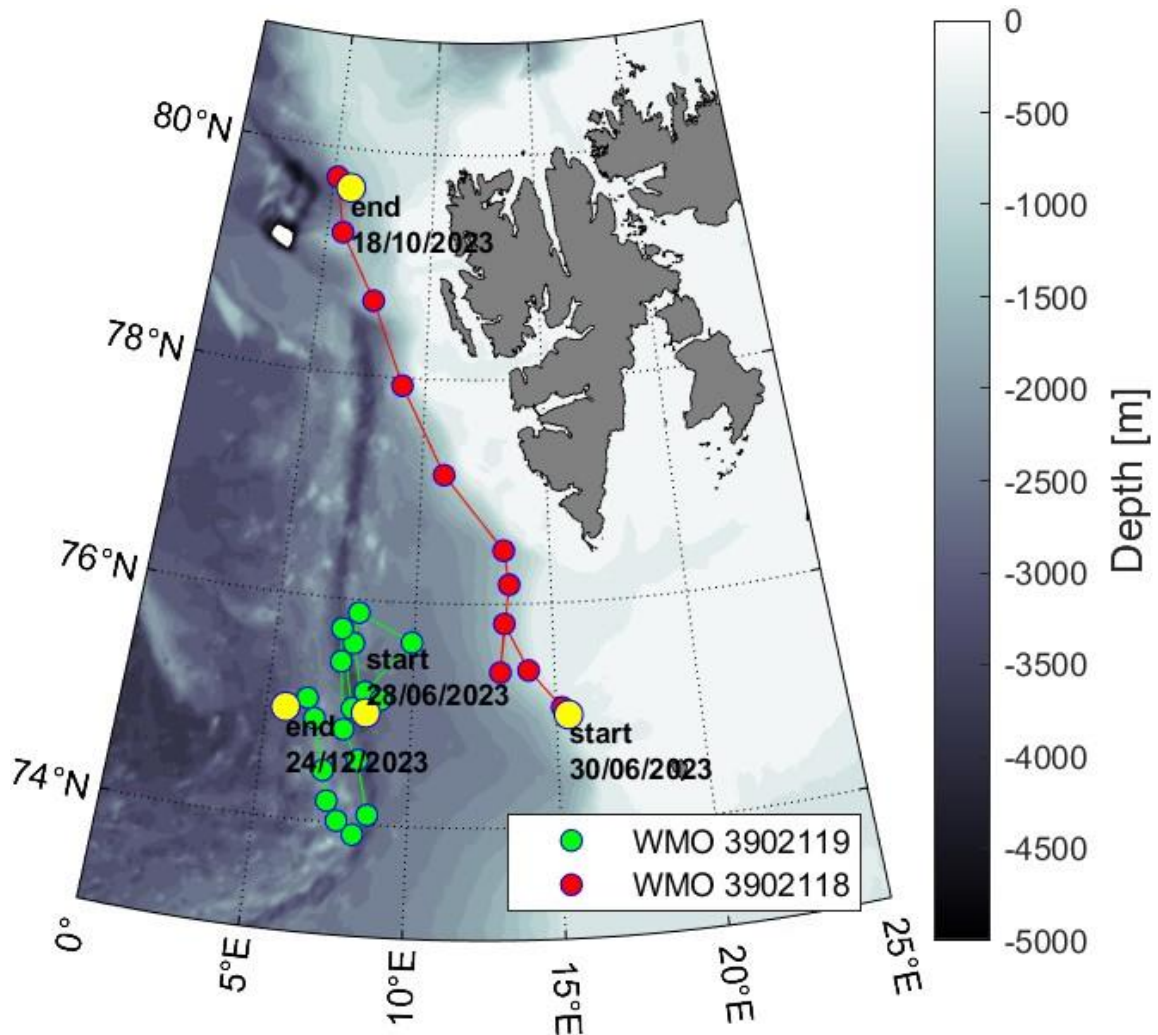 80°N
78°N
76°N
74°N
0°
5°E
10°E
15°E
20°E
25°E
end
18/10/2023
start
28/06/2023
end
24/12/2023
start
30/06/2023
WMO 3902119
WMO 3902118
0
-500
-1000
-1500
-2000
-2500
-3000
-3500
-4000
-4500
-5000
Depth [m]